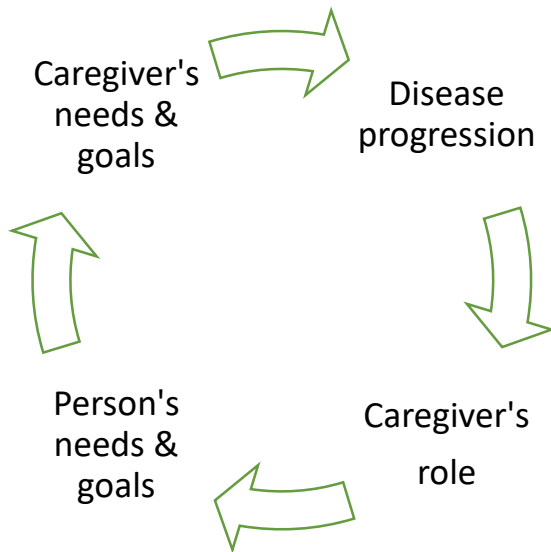 Caregiver's
needs &
goals
Disease
progression
Caregiver's
role
Person's
needs &
goals